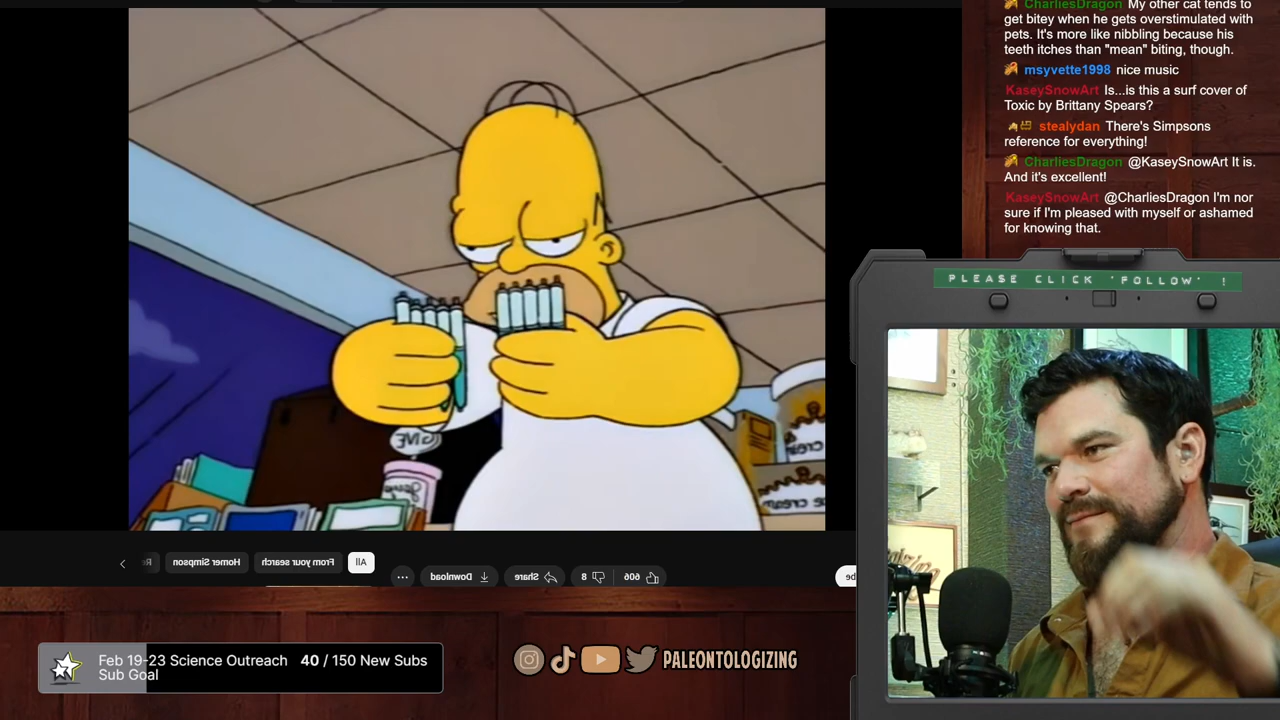 CharliesDragon My other cat tends to
get bitey when he gets overstimulated with
pets. It's more like nibbling because his
teeth itches than "mean" biting, though.
msyvette1998 nice music
KaseySnowArt Is...is this a surf cover of
Toxic by Brittany Spears?
stealydan There's Simpsons
reference for everything!
CharliesDragon @KaseySnowArt It is.
And it's excellent!
KaseySnowArt @CharliesDragon I'm nor
sure if I'm pleased with myself or ashamed
for knowing that.
PLEASE CLICK 'FOLLOW' !
GIVE
cream
ce cream
Homer Simpson From your search All
... Download Share 8 606
Feb 19-23 Science Outreach 40 / 150 New Subs
Sub Goal
PALEONTOLOGIZING